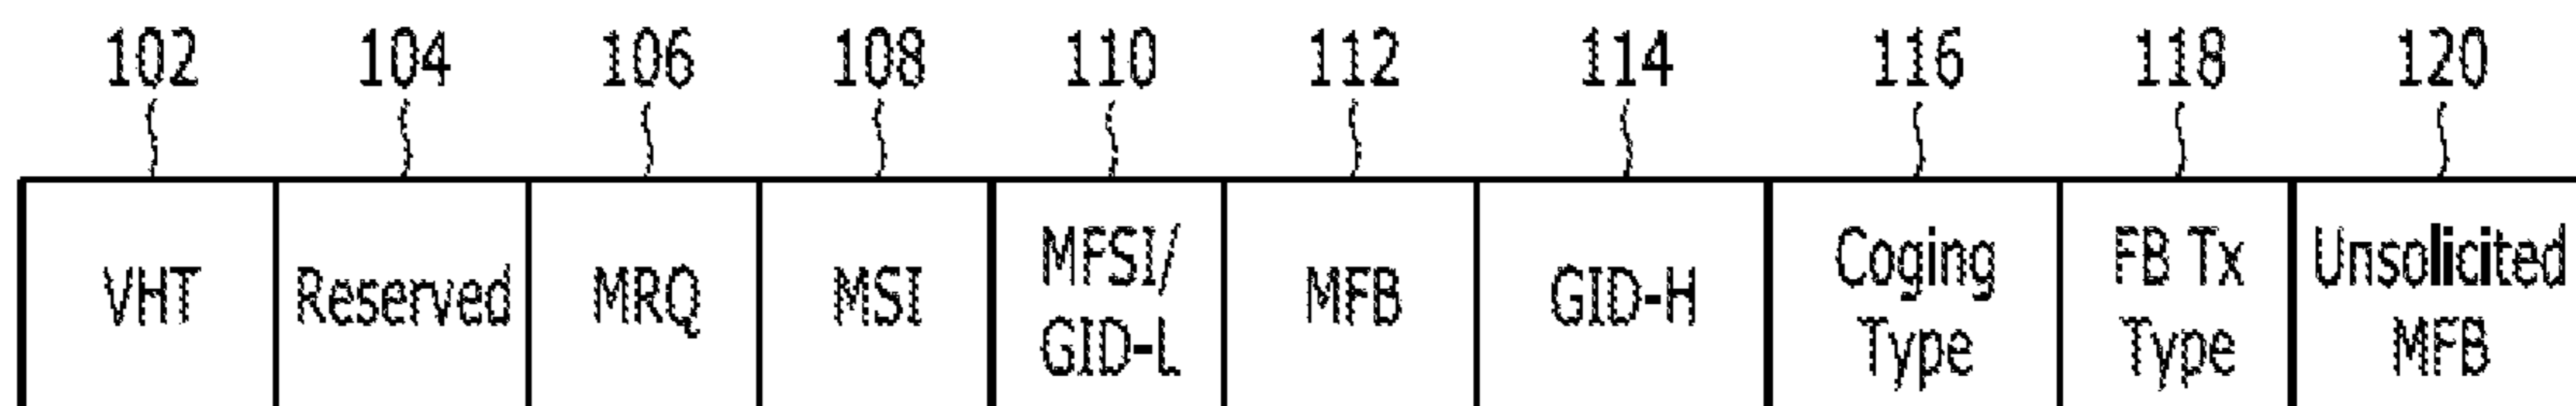 102 104 106 108 110 112 114 116 118 120
VHT Reserved MRQ MSI MFSI/ GID-L MFB GID-H Coging Type FB Tx Type Unsolicited MFB